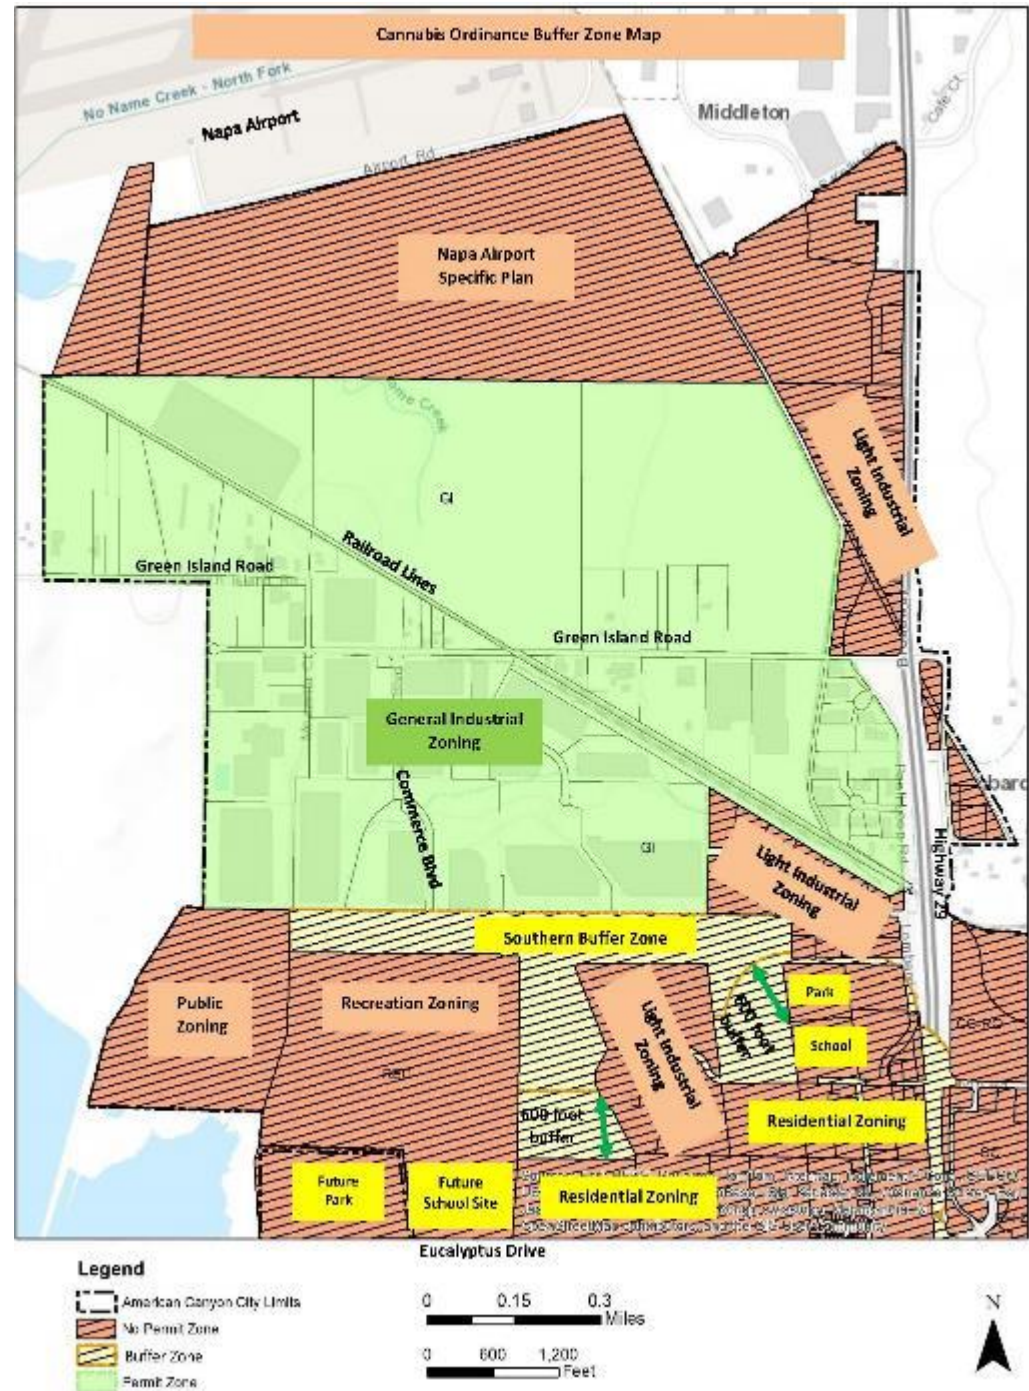 Cannabis Ordinance Buffer Zone Map
No Name Creek - North Fork
Napa Airport
Airport Rd
Middleton
Cafe Ct
Napa Airport
Specific Plan
Light Industrial
Zoning
GI
Railroad Lines
Green Island Road
Green Island Road
General Industrial
Zoning
Commerce Blvd
GI
Highway 29
Light Industrial
Zoning
Southern Buffer Zone
Public
Zoning
Recreation Zoning
Light Industrial
Zoning
600 foot
buffer
Park
School
600 foot
buffer
Residential Zoning
Future
Park
Future
School Site
Residential Zoning
Eucalyptus Drive
Legend
American Canyon City Limits
No Permit Zone
Buffer Zone
Permit Zone
0 0.15 0.3
Miles
0 600 1,200
Feet
N